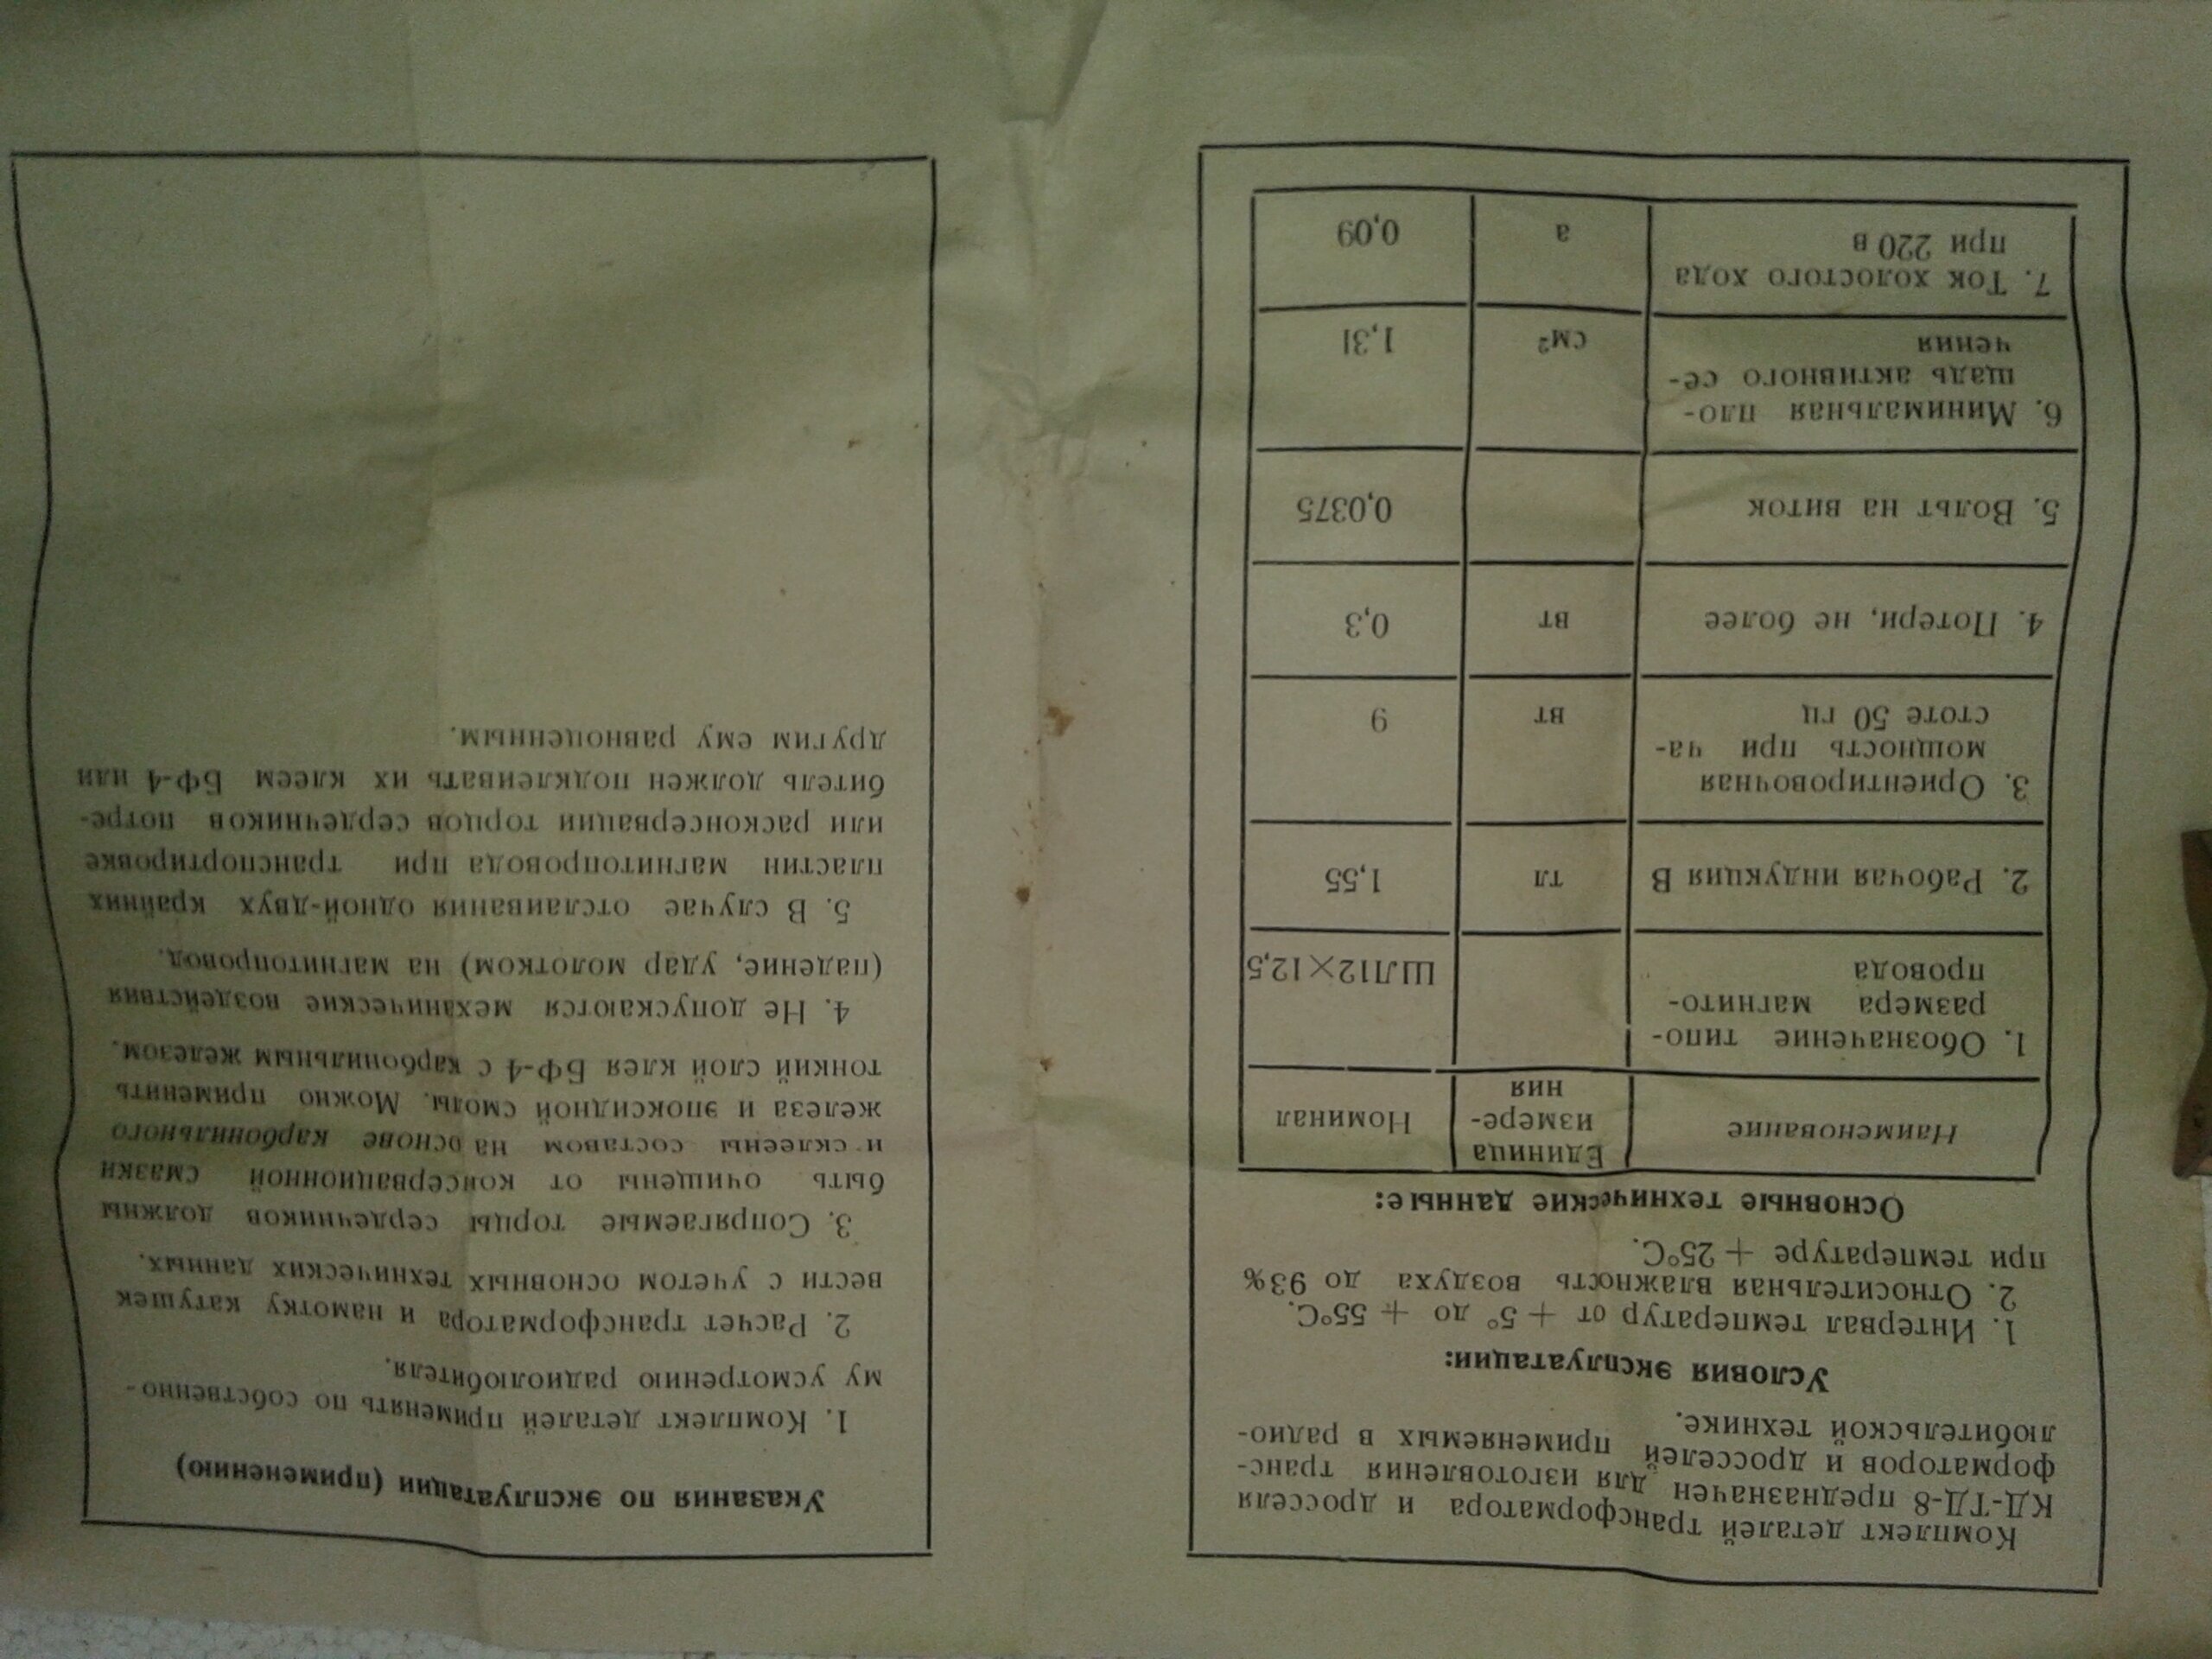 Комплект деталей трансформатора и дросселя
КД-ТД-8 предназначен для изготовления транс-
форматоров и дросселей применяемых в радио-
любительской технике.
Условия эксплуатации:
1. Интервал температур от + 5° до + 55°С.
2. Относительная влажность воздуха до 93%
при температуре + 25°С.
Основные технические данные:
Наименование
Единица
измере-
ния
Номинал
1. Обозначение типо-
размера магнито-
провода
ШЛ12×12,5
2. Рабочая индукция В
тл
1,55
3. Ориентировочная
мощность при ча-
стоте 50 гц
вт
9
4. Потери, не более
вт
0,3
5. Вольт на виток
0,0375
6. Минимальная пло-
щадь активного се-
чения
см²
1,31
7. Ток холостого хода
при 220 в
а
0,09
Указания по эксплуатации (применению)
1. Комплект деталей применять по собственно-
му усмотрению радиолюбителя.
2. Расчет трансформатора и намотку катушек
вести с учетом основных технических данных.
3. Сопрягаемые торцы сердечников должны
быть очищены от консервационной смазки
и склеены составом на основе карбонильного
железа и эпоксидной смолы. Можно применить
тонкий слой клея БФ-4 с карбонильным железом.
4. Не допускаются механические воздействия
(падение, удар молотком) на магнитопровод.
5. В случае отслаивания одной-двух крайних
пластин магнитопровода при транспортировке
или расконсервации торцов сердечников потре-
битель должен подклеивать их клеем БФ-4 или
другим ему равноценным.